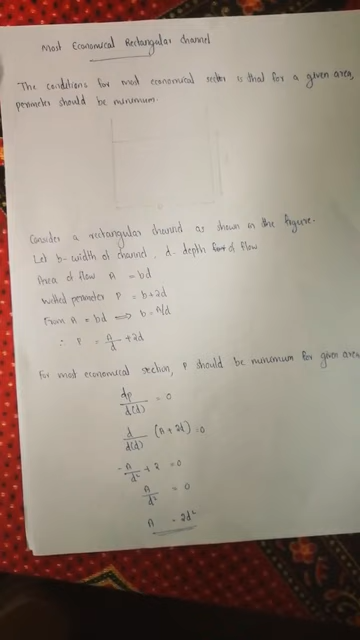 Most Economical Rectangular channel
The conditions for most economical section is that for a given area,
perimeter should be minimum.
Consider a rectangular channel as shown in the figure.
Let b- width of channel, d- depth of flow
Area of flow A = bd
Wetted perimeter P = b+2d
From A = bd ⟹ b = A/d
∴ P = A/d + 2d
For most economical section, P should be minimum for given area
dp/d(d) = 0
d/d(d) (A + 2d) = 0
-A/d² + 2 = 0
A/d² = 0
A = 2d²